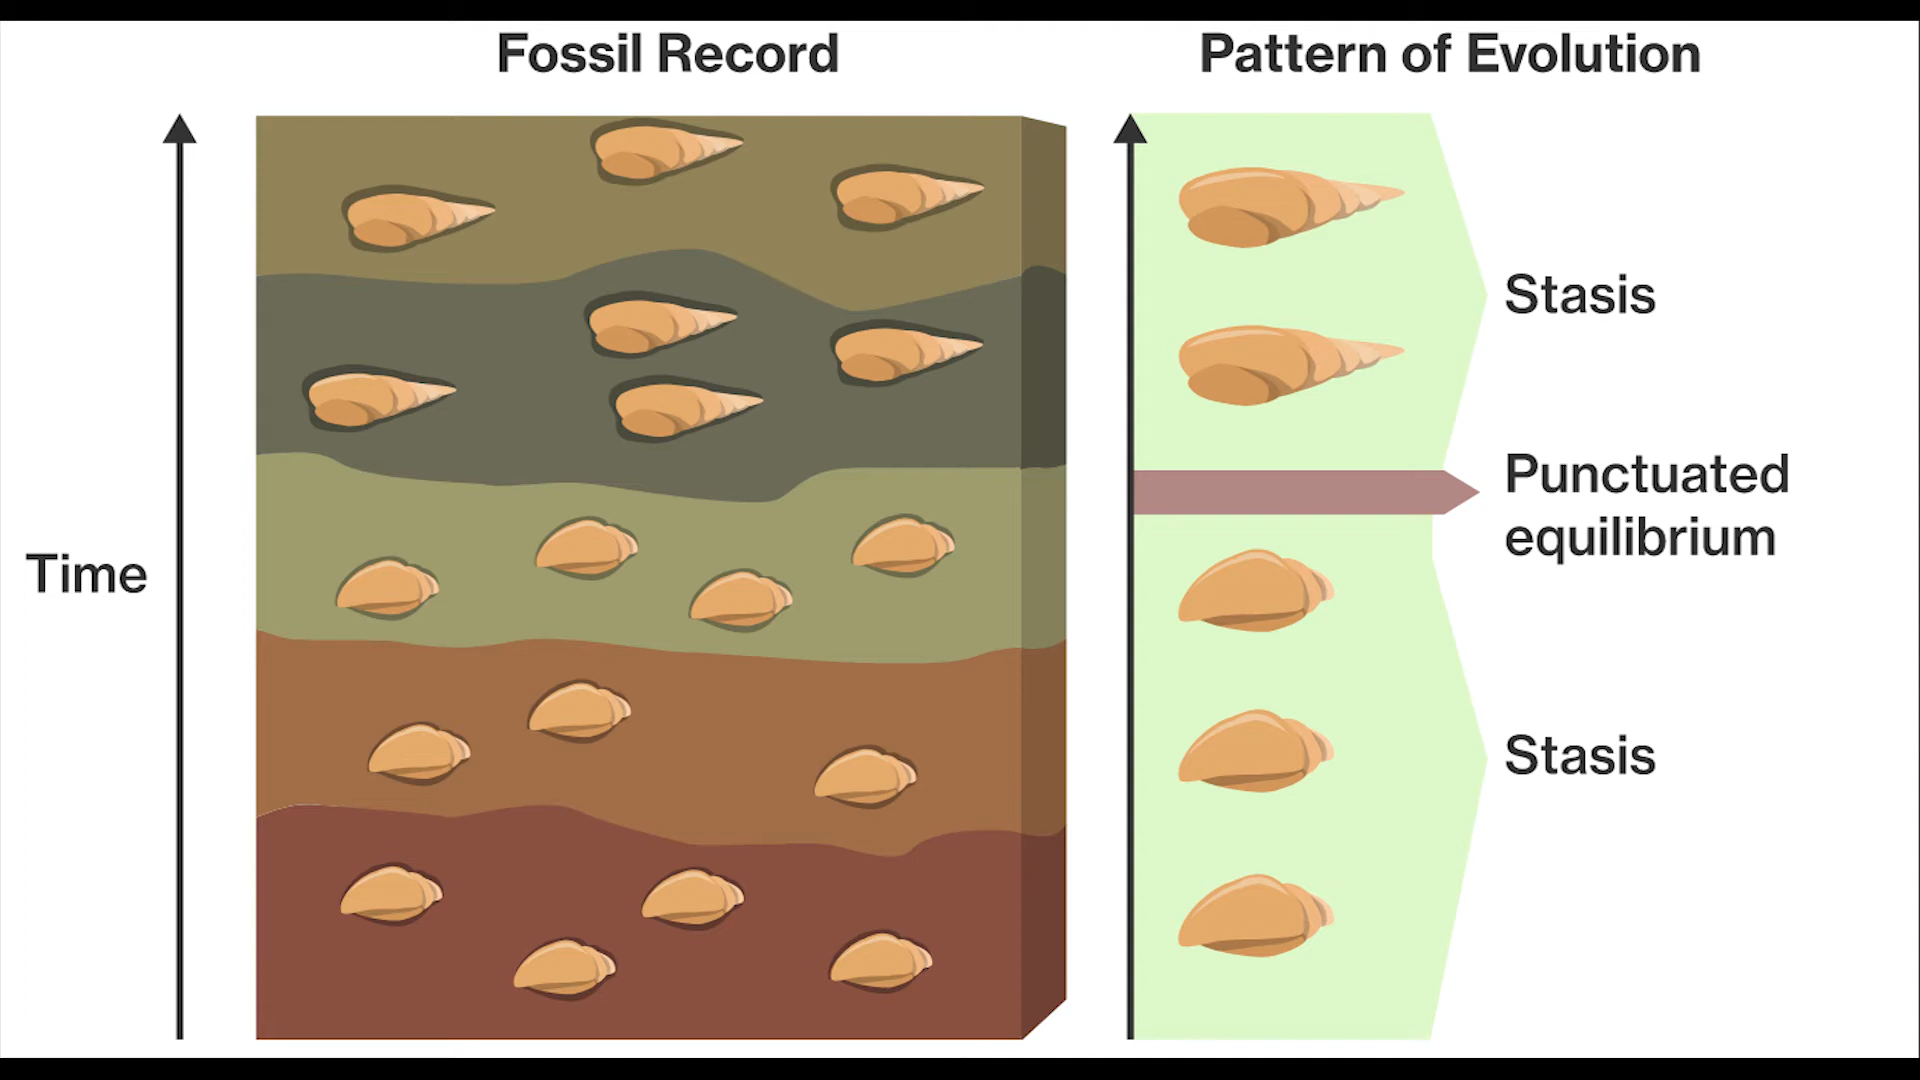 Fossil Record
Pattern of Evolution
Time
Stasis
Punctuated
equilibrium
Stasis